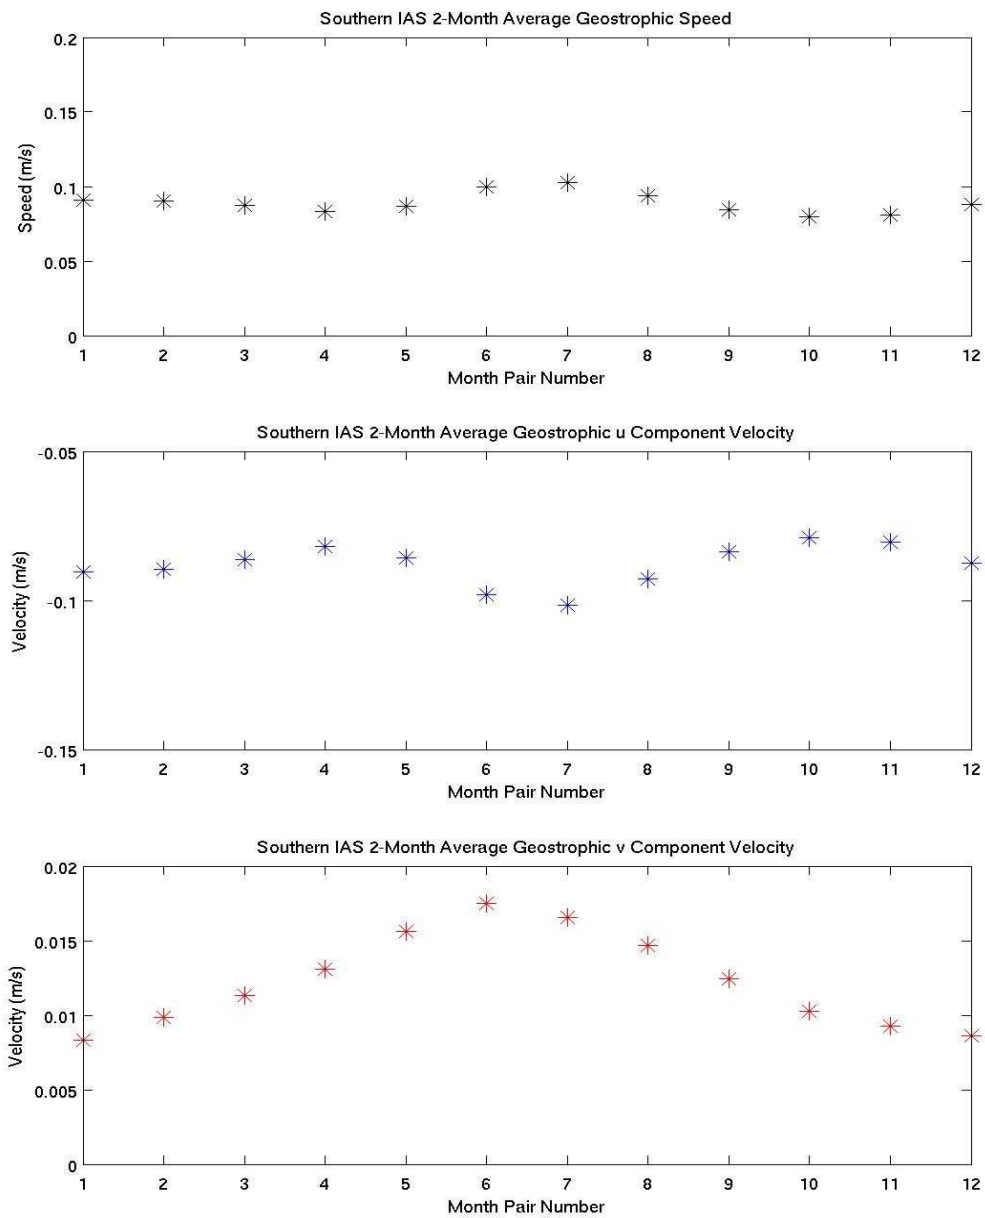 Southern IAS 2-Month Average Geostrophic Speed
0.2
0.15
0.1
0.05
0
Speed (m/s)
1 2 3 4 5 6 7 8 9 10 11 12
Month Pair Number
Southern IAS 2-Month Average Geostrophic u Component Velocity
-0.05
-0.1
-0.15
Velocity (m/s)
1 2 3 4 5 6 7 8 9 10 11 12
Month Pair Number
Southern IAS 2-Month Average Geostrophic v Component Velocity
0.02
0.015
0.01
0.005
0
Velocity (m/s)
1 2 3 4 5 6 7 8 9 10 11 12
Month Pair Number